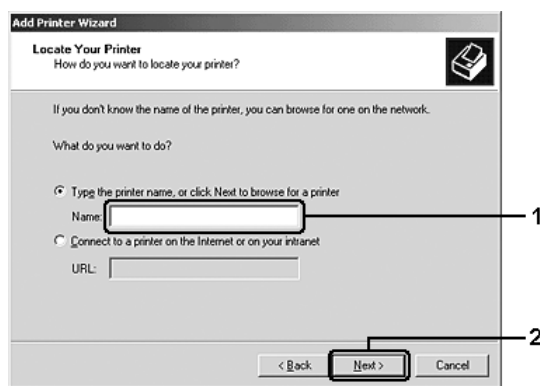 Add Printer Wizard
Locate Your Printer
How do you want to locate your printer?
If you don't know the name of the printer, you can browse for one on the network.
What do you want to do?
Type the printer name, or click Next to browse for a printer
Name:
1
Connect to a printer on the Internet or on your intranet
URL:
2
< Back
Next >
Cancel